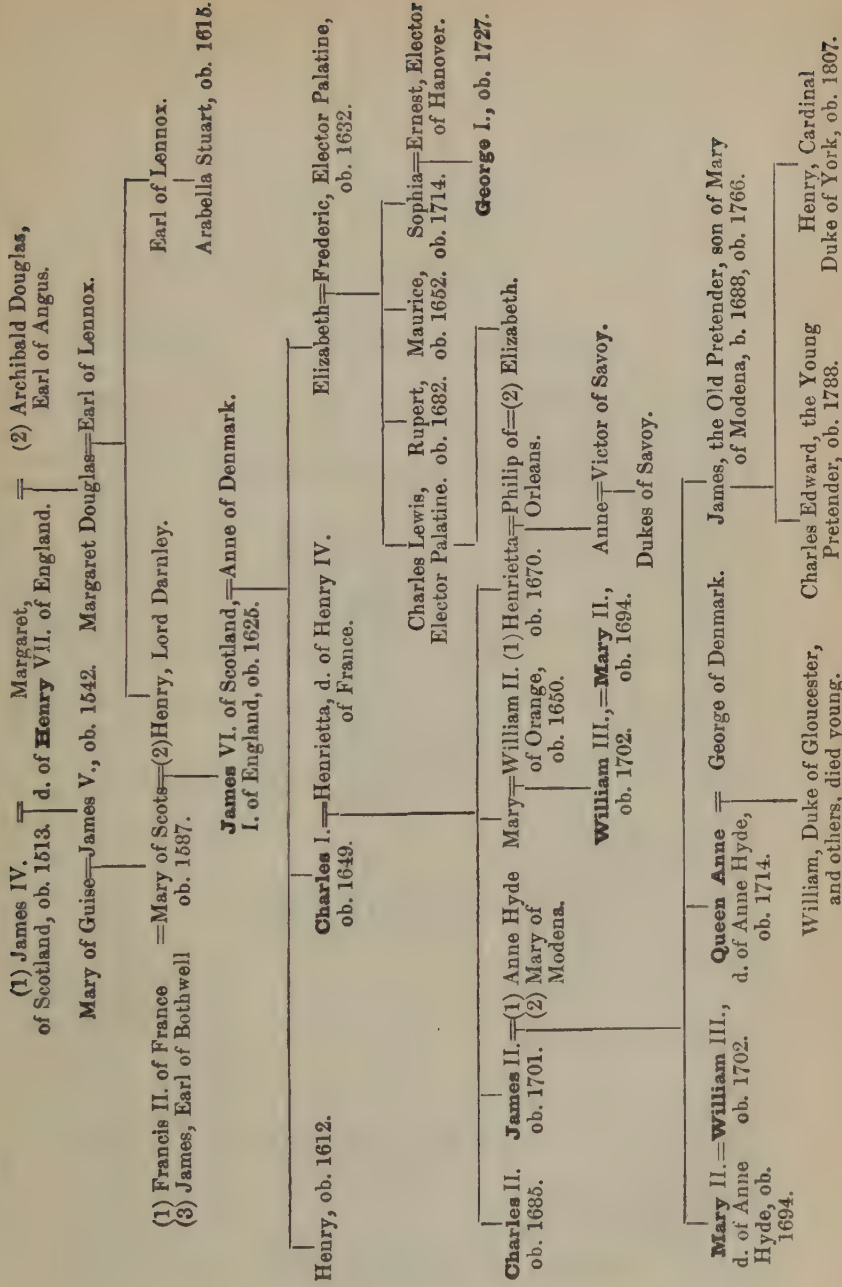 (1) James IV. = Margaret, = (2) Archibald Douglas,
of Scotland, ob. 1513. d. of Henry VII. of England. Earl of Angus.
Mary of Guise=James V., ob. 1542. Margaret Douglas=Earl of Lennox.
(1) Francis II. of France =Mary of Scots=(2)Henry, Lord Darnley. Earl of Lennox.
(3) James, Earl of Bothwell ob. 1587.
Arabella Stuart, ob. 1615.
James VI. of Scotland,=Anne of Denmark.
I. of England, ob. 1625.
Henry, ob. 1612. Charles I.=Henrietta, d. of Henry IV. Elizabeth=Frederic, Elector Palatine,
ob. 1649. of France. ob. 1632.
Charles Lewis, Rupert, Maurice, Sophia=Ernest, Elector
Elector Palatine. ob. 1682. ob. 1652. ob. 1714. of Hanover.
George I., ob. 1727.
Charles II. James II.=(1) Anne Hyde Mary=William II. (1) Henrietta=Philip of=(2) Elizabeth.
ob. 1685. ob. 1701. (2) Mary of of Orange, ob. 1670. Orleans.
Modena. ob. 1650.
William III.,=Mary II., Anne=Victor of Savoy.
ob. 1702. ob. 1694.
Dukes of Savoy.
Mary II.=William III., Queen Anne = George of Denmark. James, the Old Pretender, son of Mary
d. of Anne ob. 1702. d. of Anne Hyde, of Modena, b. 1688, ob. 1766.
Hyde, ob. ob. 1714.
1694.
William, Duke of Gloucester, Charles Edward, the Young Henry, Cardinal
and others, died young. Pretender, ob. 1788. Duke of York, ob. 1807.